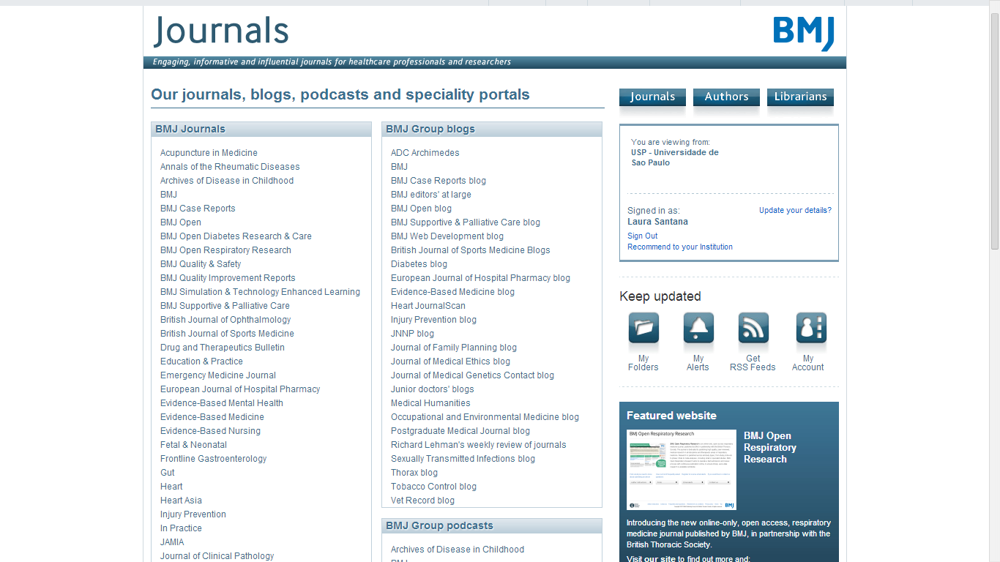 Journals
BMJ
Engaging, informative and influential journals for healthcare professionals and researchers
Our journals, blogs, podcasts and speciality portals
BMJ Journals
Acupuncture in Medicine
Annals of the Rheumatic Diseases
Archives of Disease in Childhood
BMJ
BMJ Case Reports
BMJ Open
BMJ Open Diabetes Research & Care
BMJ Open Respiratory Research
BMJ Quality & Safety
BMJ Quality Improvement Reports
BMJ Simulation & Technology Enhanced Learning
BMJ Supportive & Palliative Care
British Journal of Ophthalmology
British Journal of Sports Medicine
Drug and Therapeutics Bulletin
Education & Practice
Emergency Medicine Journal
European Journal of Hospital Pharmacy
Evidence-Based Mental Health
Evidence-Based Medicine
Evidence-Based Nursing
Fetal & Neonatal
Frontline Gastroenterology
Gut
Heart
Heart Asia
Injury Prevention
In Practice
JAMIA
Journal of Clinical Pathology
BMJ Group blogs
ADC Archimedes
BMJ
BMJ Case Reports blog
BMJ editors' at large
BMJ Open blog
BMJ Supportive & Palliative Care blog
BMJ Web Development blog
British Journal of Sports Medicine Blogs
Diabetes blog
European Journal of Hospital Pharmacy blog
Evidence-Based Medicine blog
Heart JournalScan
Injury Prevention blog
JNNP blog
Journal of Family Planning blog
Journal of Medical Ethics blog
Journal of Medical Genetics Contact blog
Junior doctors' blogs
Medical Humanities
Occupational and Environmental Medicine blog
Postgraduate Medical Journal blog
Richard Lehman's weekly review of journals
Sexually Transmitted Infections blog
Thorax blog
Tobacco Control blog
Vet Record blog
BMJ Group podcasts
Archives of Disease in Childhood
BMJ
Journals
Authors
Librarians
You are viewing from:
USP - Universidade de
Sao Paulo
Signed in as:
Update your details?
Laura Santana
Sign Out
Recommend to your Institution
Keep updated
My
Folders
My
Alerts
Get
RSS Feeds
My
Account
Featured website
BMJ Open Respiratory Research
BMJ
BMJ Open
Respiratory
Research
Introducing the new online-only, open access, respiratory
medicine journal published by BMJ, in partnership with the
British Thoracic Society.
Visit our site to find out more and: